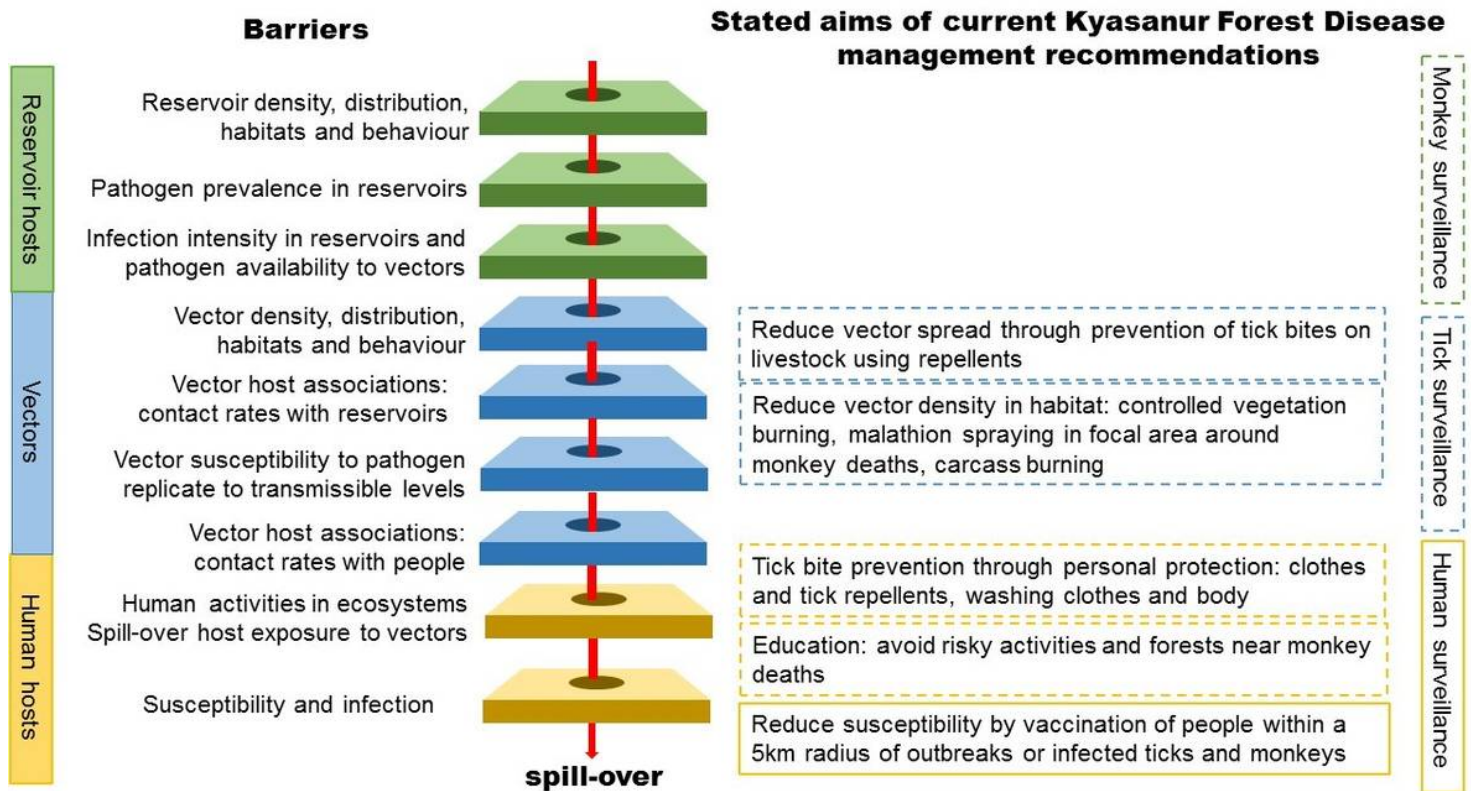 Barriers
Stated aims of current Kyasanur Forest Disease
management recommendations
Reservoir hosts
Reservoir density, distribution,
habitats and behaviour
Pathogen prevalence in reservoirs
Infection intensity in reservoirs and
pathogen availability to vectors
Monkey surveillance
Vectors
Vector density, distribution,
habitats and behaviour
Vector host associations:
contact rates with reservoirs
Vector susceptibility to pathogen
replicate to transmissible levels
Vector host associations:
contact rates with people
Reduce vector spread through prevention of tick bites on
livestock using repellents
Reduce vector density in habitat: controlled vegetation
burning, malathion spraying in focal area around
monkey deaths, carcass burning
Tick surveillance
Human hosts
Human activities in ecosystems
Spill-over host exposure to vectors
Susceptibility and infection
Tick bite prevention through personal protection: clothes
and tick repellents, washing clothes and body
Education: avoid risky activities and forests near monkey
deaths
Reduce susceptibility by vaccination of people within a
5km radius of outbreaks or infected ticks and monkeys
Human surveillance
spill-over